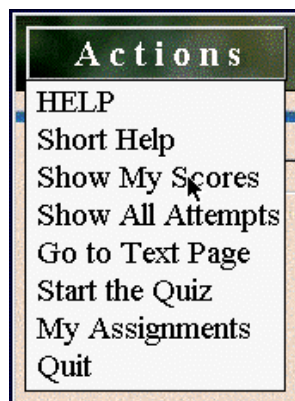 Actions
HELP
Short Help
Show My Scores
Show All Attempts
Go to Text Page
Start the Quiz
My Assignments
Quit